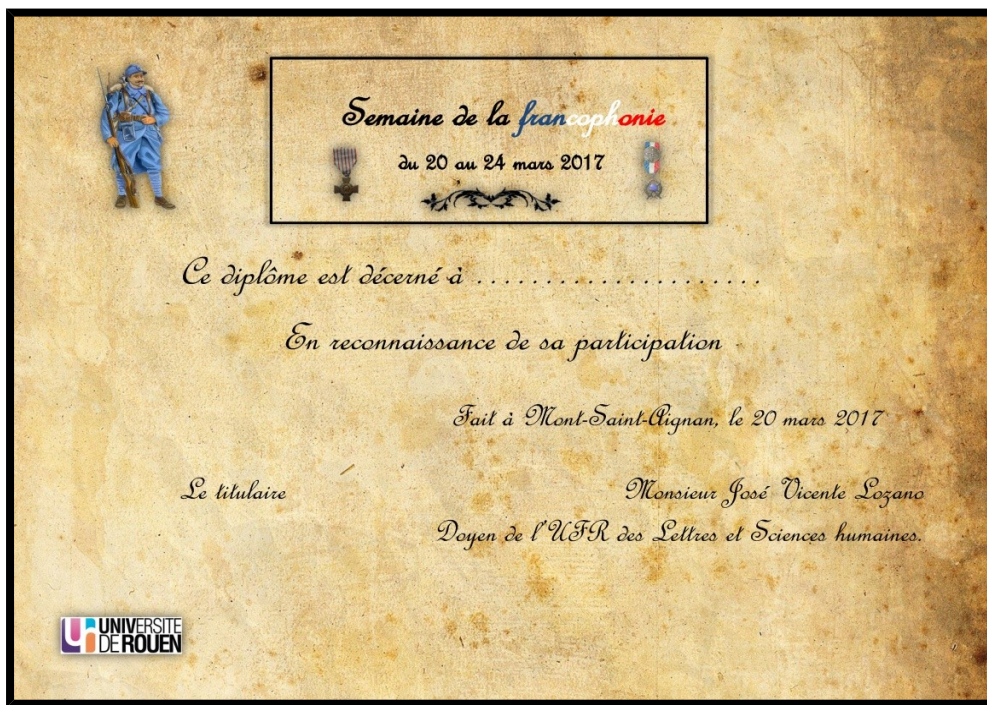 Semaine de la francophonie
du 20 au 24 mars 2017
Ce diplôme est décerné à .......................
En reconnaissance de sa participation
Fait à Mont-Saint-Aignan, le 20 mars 2017
Le titulaire
Monsieur José Vicente Lozano
Doyen de l'UFR des Lettres et Sciences humaines.
UNIVERSITE
DE ROUEN